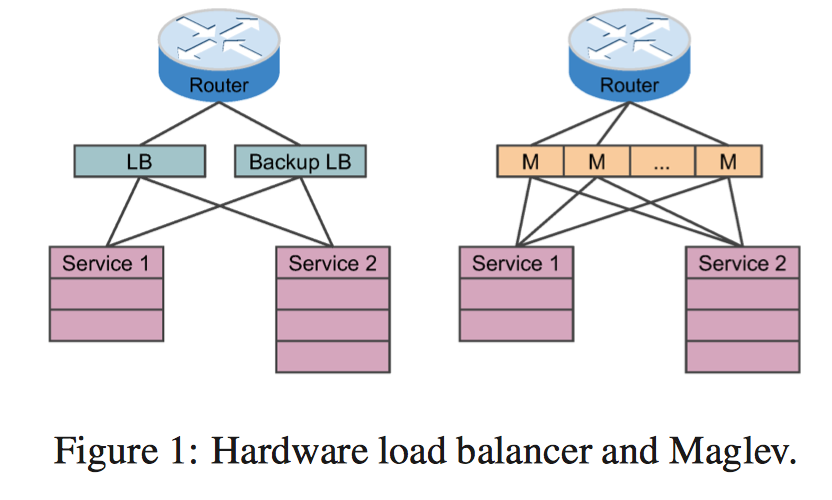 Router
LB
Backup LB
Service 1
Service 2
Router
M M ... M
Service 1
Service 2
Figure 1: Hardware load balancer and Maglev.